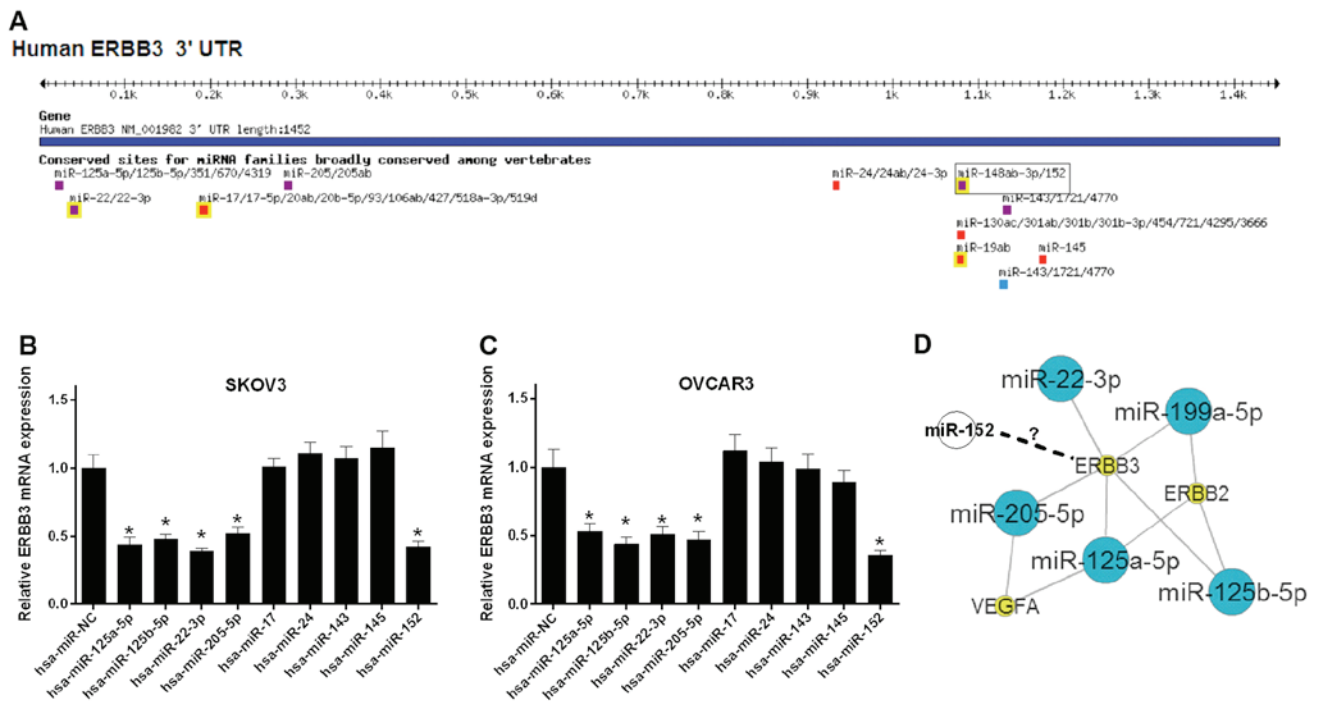 A
Human ERBB3 3' UTR
0.1k 0.2k 0.3k 0.4k 0.5k 0.6k 0.7k 0.8k 0.9k 1k 1.1k 1.2k 1.3k 1.4k
Gene
Human ERBB3 NM_001982 3' UTR length:1452
Conserved sites for miRNA families broadly conserved among vertebrates
miR-125a-5p/125b-5p/351/670/4319 miR-205/205ab miR-24/24ab/24-3p miR-148ab-3p/152
miR-22/22-3p miR-17/17-5p/20ab/20b-5p/93/106ab/427/518a-3p/519d miR-143/1721/4770
miR-130ac/301ab/301b/301b-3p/454/721/4295/3666
miR-19ab miR-145
miR-143/1721/4770
B
SKOV3
Relative ERBB3 mRNA expression
1.5
1.0
0.5
0.0
* * * * *
hsa-miR-NC
hsa-miR-125a-5p
hsa-miR-125b-5p
hsa-miR-22-3p
hsa-miR-205-5p
hsa-miR-17
hsa-miR-24
hsa-miR-143
hsa-miR-145
hsa-miR-152
C
OVCAR3
Relative ERBB3 mRNA expression
1.5
1.0
0.5
0.0
* * * * *
hsa-miR-NC
hsa-miR-125a-5p
hsa-miR-125b-5p
hsa-miR-22-3p
hsa-miR-205-5p
hsa-miR-17
hsa-miR-24
hsa-miR-143
hsa-miR-145
hsa-miR-152
D
miR-22-3p
miR-199a-5p
miR-152
?
ERBB3
ERBB2
miR-205-5p
miR-125a-5p
miR-125b-5p
VEGFA